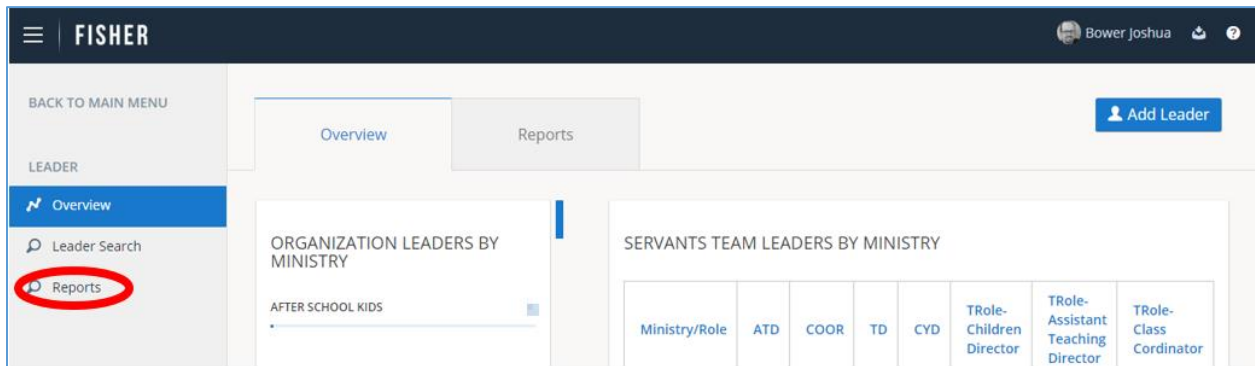 FISHER
Bower Joshua
BACK TO MAIN MENU
LEADER
Overview
Leader Search
Reports
Overview
Reports
Add Leader
ORGANIZATION LEADERS BY
MINISTRY
AFTER SCHOOL KIDS
SERVANTS TEAM LEADERS BY MINISTRY
Ministry/Role
ATD
COOR
TD
CYD
TRole-
Children
Director
TRole-
Assistant
Teaching
Director
TRole-
Class
Cordinator